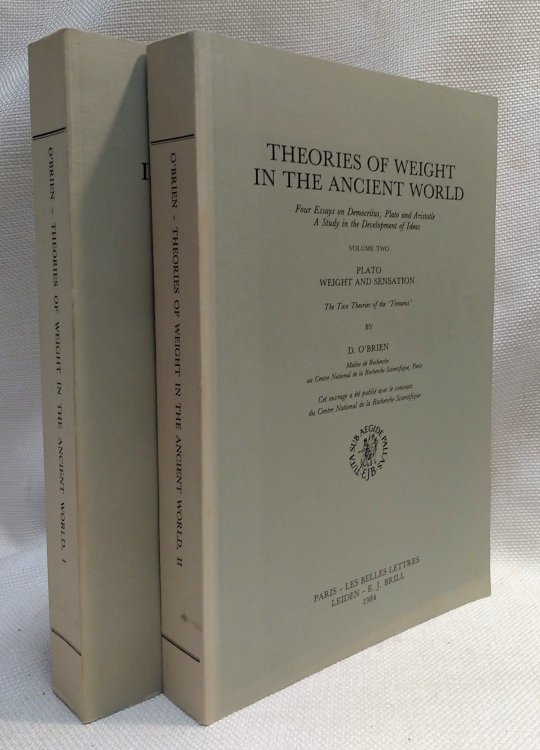 O'BRIEN – THEORIES OF WEIGHT IN THE ANCIENT WORLD, I
O'BRIEN – THEORIES OF WEIGHT IN THE ANCIENT WORLD, II
THEORIES OF WEIGHT
IN THE ANCIENT WORLD
Four Essays on Democritus, Plato and Aristotle
A Study in the Development of Ideas
VOLUME TWO
PLATO
WEIGHT AND SENSATION
The Two Theories of the 'Timaeus'
BY
D. O'BRIEN
Maître de Recherche
au Centre National de la Recherche Scientifique, Paris
Cet ouvrage a été publié avec le concours
du Centre National de la Recherche Scientifique
TUTA SUB AEGIDE PALLAS
EJB
PARIS – LES BELLES LETTRES
LEIDEN – E. J. BRILL
1984